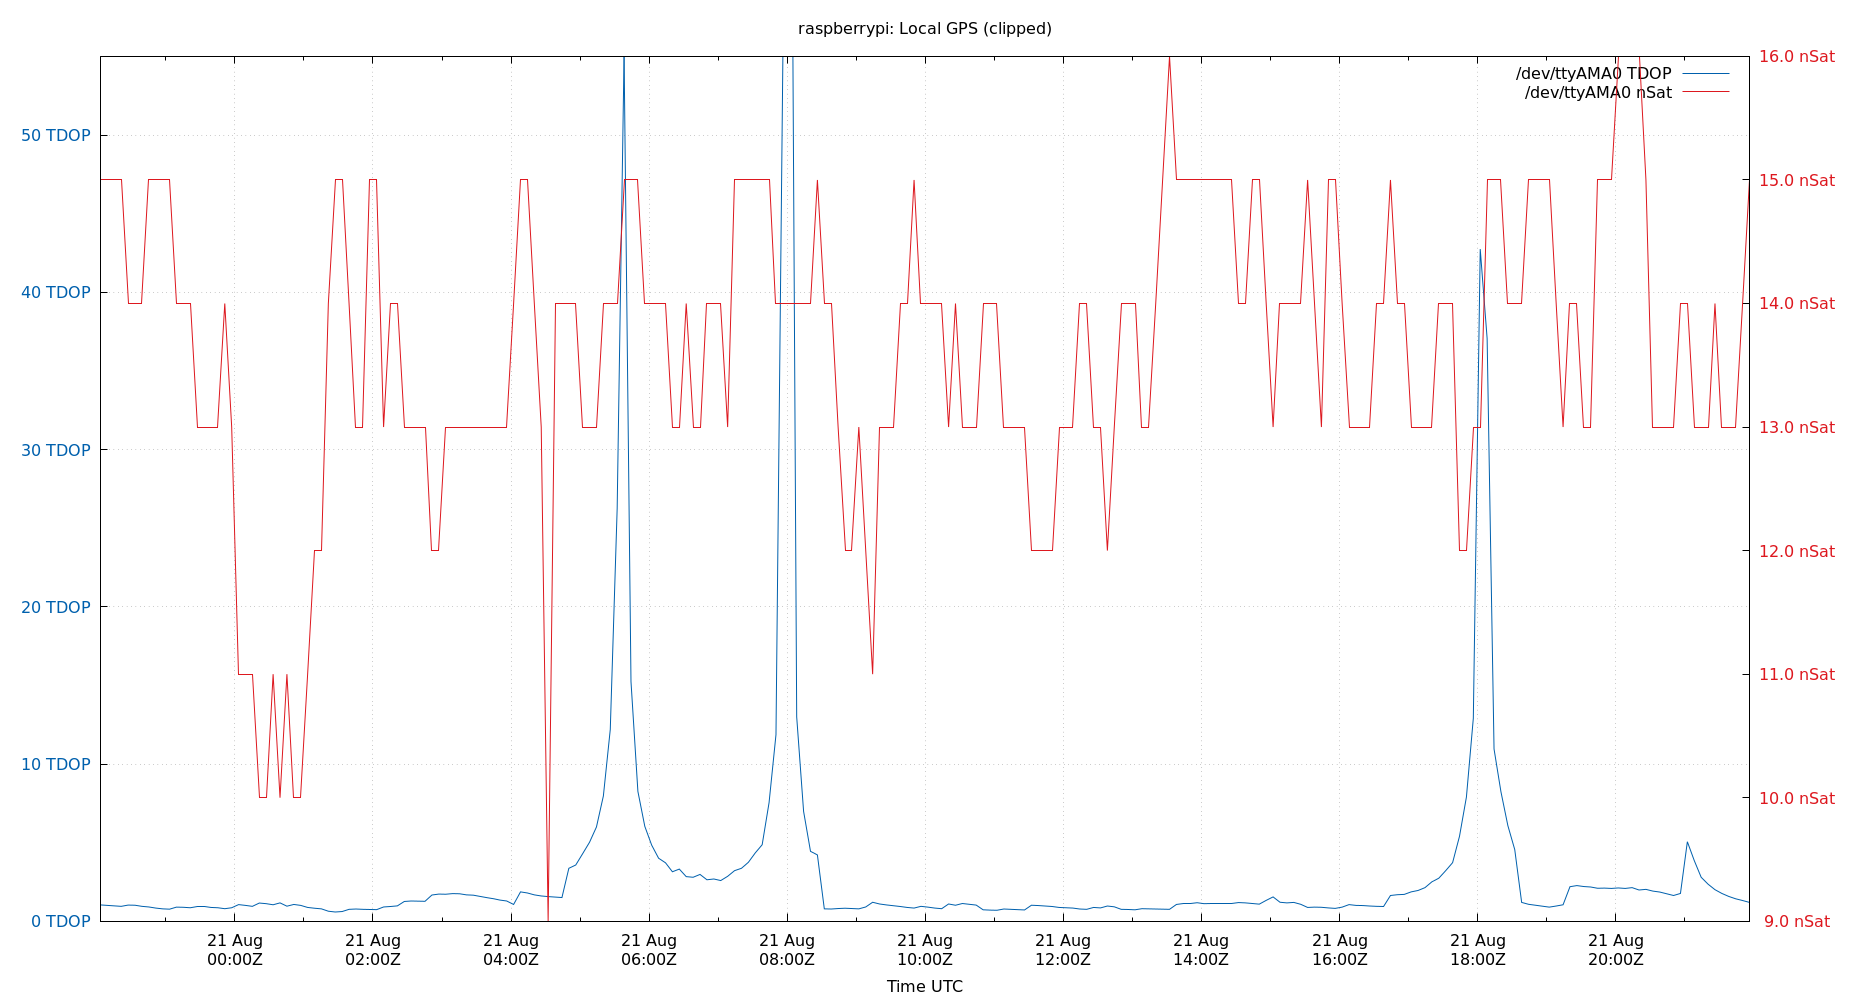 raspberrypi: Local GPS (clipped)
/dev/ttyAMA0 TDOP
/dev/ttyAMA0 nSat
50 TDOP
40 TDOP
30 TDOP
20 TDOP
10 TDOP
0 TDOP
16.0 nSat
15.0 nSat
14.0 nSat
13.0 nSat
12.0 nSat
11.0 nSat
10.0 nSat
9.0 nSat
21 Aug 21 Aug 21 Aug 21 Aug 21 Aug 21 Aug 21 Aug 21 Aug 21 Aug 21 Aug 21 Aug
00:00Z 02:00Z 04:00Z 06:00Z 08:00Z 10:00Z 12:00Z 14:00Z 16:00Z 18:00Z 20:00Z
Time UTC